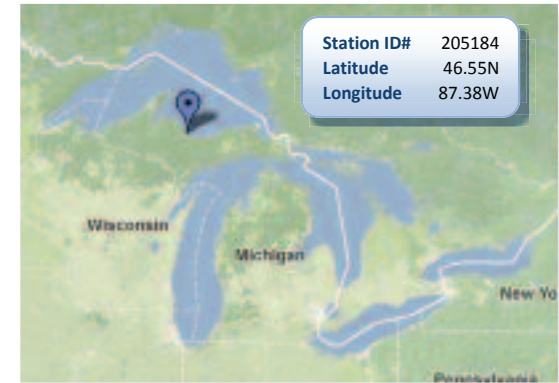 Station ID# 205184
Latitude 46.55N
Longitude 87.38W
Wisconsin
Michigan
New Yo
Pennsylvania